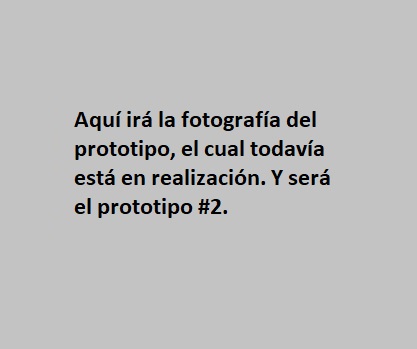 Aquí irá la fotografía del
prototipo, el cual todavía
está en realización. Y será
el prototipo #2.